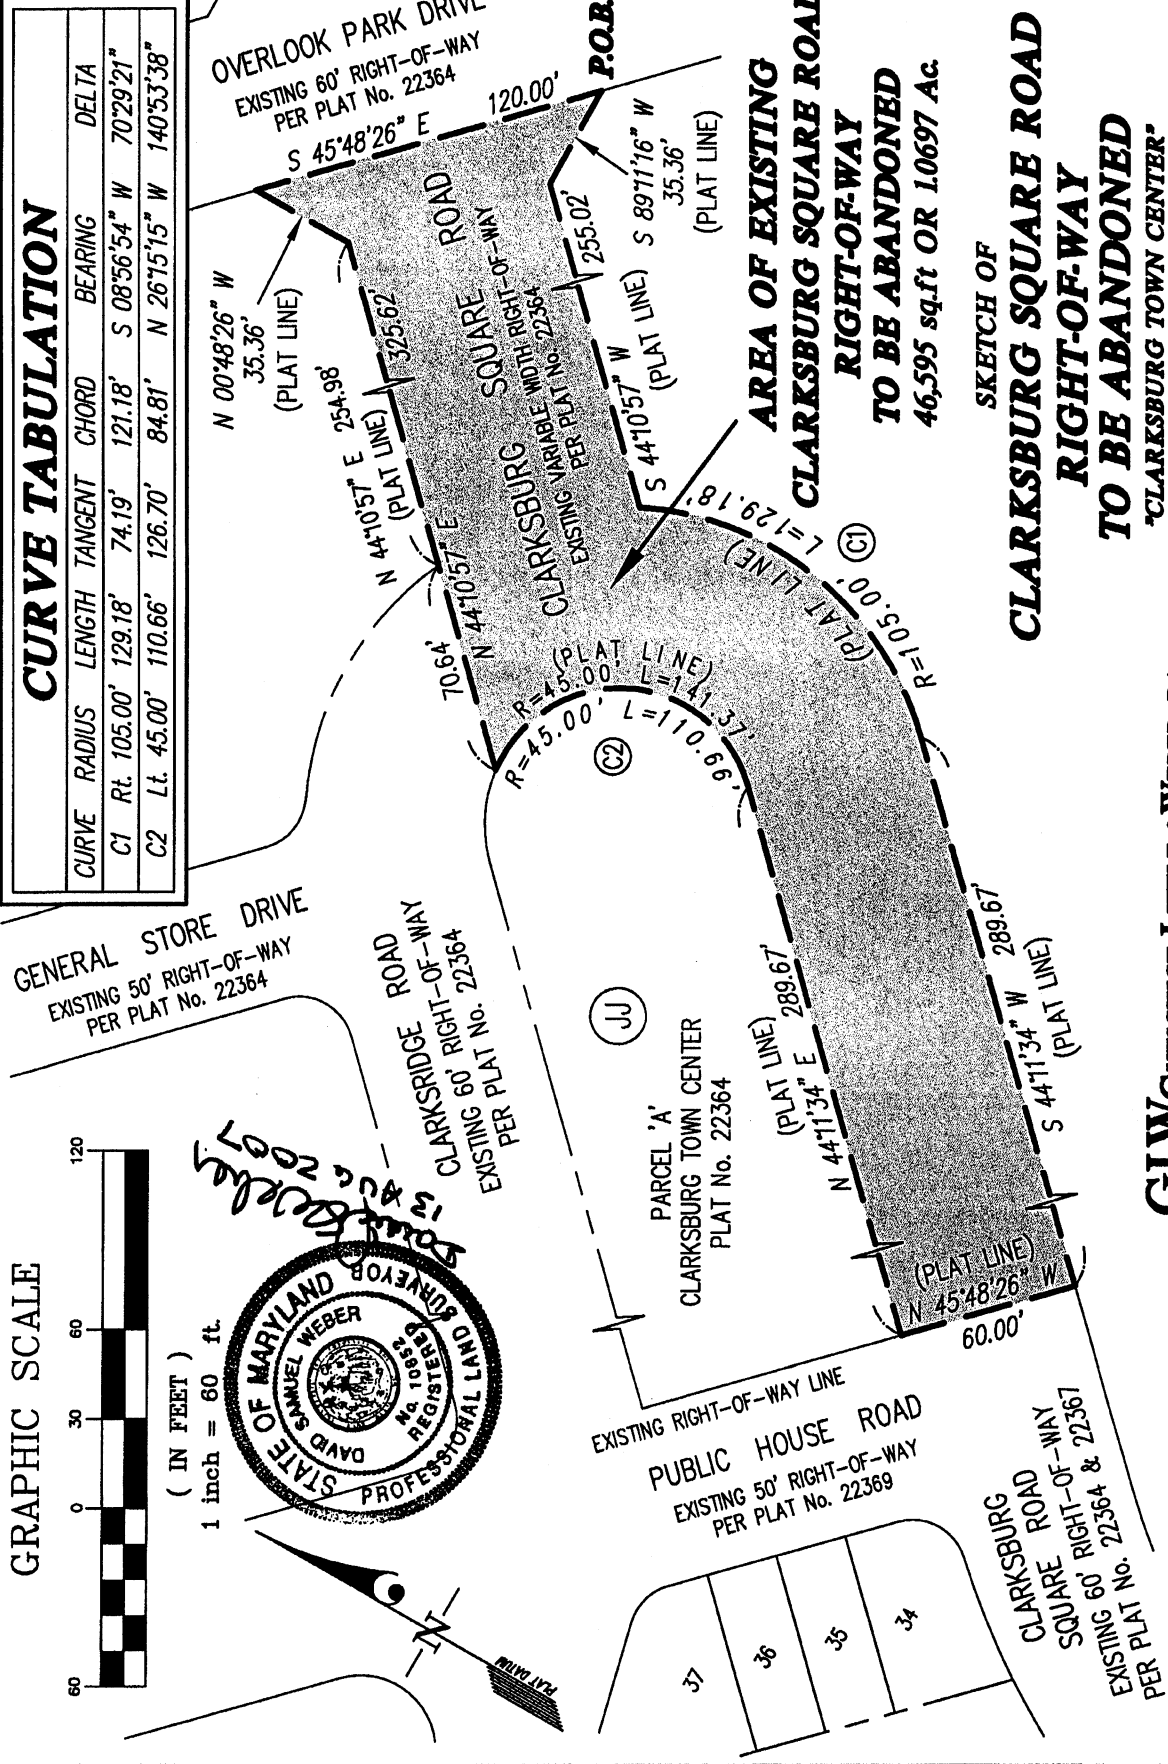 CURVE TABULATION
CURVE RADIUS LENGTH TANGENT CHORD BEARING DELTA
C1 Rt. 105.00' 129.18' 74.19' 121.18' S 08°56'54" W 70°29'21"
C2 Lt. 45.00' 110.66' 126.70' 84.81' N 26°15'15" W 140°53'38"
OVERLOOK PARK DRIVE
EXISTING 60' RIGHT-OF-WAY
PER PLAT No. 22364
S 45°48'26" E 120.00'
P.O.B.
N 00°48'26" W
35.36'
(PLAT LINE)
S 89°11'16" W
35.36'
(PLAT LINE)
N 44°10'57" E 254.98'
(PLAT LINE)
N 44°10'57" E 325.62'
70.64'
CLARKSBURG SQUARE ROAD
EXISTING VARIABLE WIDTH RIGHT-OF-WAY
PER PLAT No. 22364
S 44°10'57" W 255.02'
(PLAT LINE)
AREA OF EXISTING
CLARKSBURG SQUARE ROAD
RIGHT-OF-WAY
TO BE ABANDONED
46,595 sq.ft OR 1.0697 Ac.
SKETCH OF
CLARKSBURG SQUARE ROAD
RIGHT-OF-WAY
TO BE ABANDONED
"CLARKSBURG TOWN CENTER"
R=105.00' L=129.18'
(PLAT LINE)
C1
(PLAT LINE)
R=45.00' L=141.37'
R=45.00' L=110.66'
C2
GENERAL STORE DRIVE
EXISTING 50' RIGHT-OF-WAY
PER PLAT No. 22364
CLARKSRIDGE ROAD
EXISTING 60' RIGHT-OF-WAY
PER PLAT No. 22364
JJ
PARCEL 'A'
CLARKSBURG TOWN CENTER
PLAT No. 22364
(PLAT LINE)
N 44°11'34" E 289.67'
S 44°11'34" W 289.67'
(PLAT LINE)
(PLAT LINE)
N 45°48'26" W
60.00'
EXISTING RIGHT-OF-WAY LINE
PUBLIC HOUSE ROAD
EXISTING 50' RIGHT-OF-WAY
PER PLAT No. 22369
CLARKSBURG
SQUARE ROAD
EXISTING 60' RIGHT-OF-WAY
PER PLAT No. 22364 & 22367
37
36
35
34
GRAPHIC SCALE
60 0 30 60 120
( IN FEET )
1 inch = 60 ft.
STATE OF MARYLAND
DAVID SAMUEL WEBER
No. 10852
REGISTERED
PROFESSIONAL LAND SURVEYOR
13 AUG 2007
N
PLAT DATUM
GLW